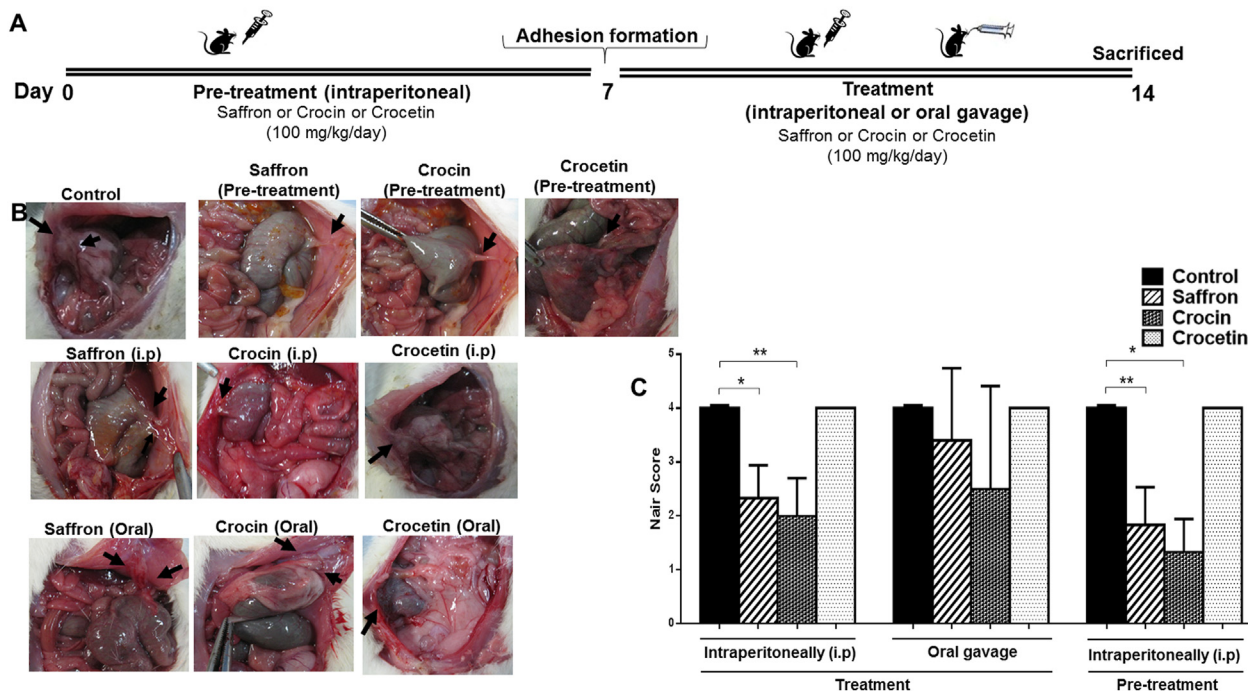 A
Adhesion formation
Sacrificed
Day 0
7
14
Pre-treatment (intraperitoneal)
Saffron or Crocin or Crocetin
(100 mg/kg/day)
Treatment
(intraperitoneal or oral gavage)
Saffron or Crocin or Crocetin
(100 mg/kg/day)
B
Control
Saffron
(Pre-treatment)
Crocin
(Pre-treatment)
Crocetin
(Pre-treatment)
Saffron (i.p)
Crocin (i.p)
Crocetin (i.p)
Saffron (Oral)
Crocin (Oral)
Crocetin (Oral)
C
Control
Saffron
Crocin
Crocetin
Nair Score
5
4
3
2
1
0
**
*
*
**
Intraperitoneally (i.p)
Oral gavage
Intraperitoneally (i.p)
Treatment
Pre-treatment